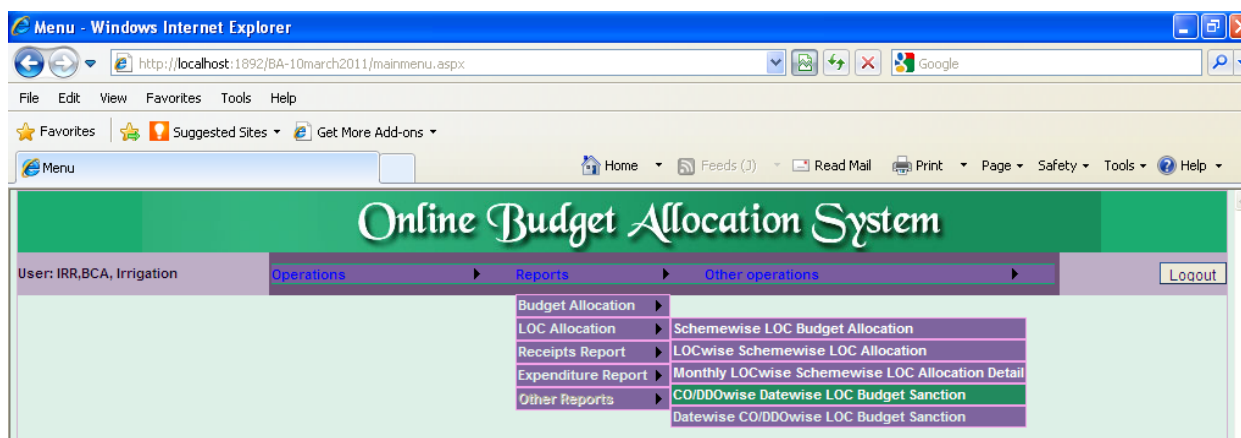 Menu - Windows Internet Explorer
http://localhost:1892/BA-10march2011/mainmenu.aspx
Google
File Edit View Favorites Tools Help
Favorites Suggested Sites Get More Add-ons
Menu Home Feeds (J) Read Mail Print Page Safety Tools Help
Online Budget Allocation System
User: IRR,BCA, Irrigation Operations Reports Other operations Logout
Budget Allocation
LOC Allocation Schemewise LOC Budget Allocation
Receipts Report LOCwise Schemewise LOC Allocation
Expenditure Report Monthly LOCwise Schemewise LOC Allocation Detail
Other Reports CO/DDOwise Datewise LOC Budget Sanction
Datewise CO/DDOwise LOC Budget Sanction